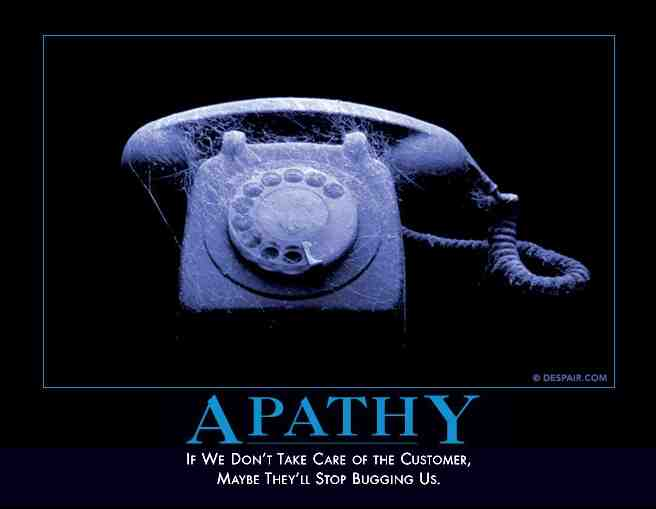 © DESPAIR.COM
APATHY
IF WE DON'T TAKE CARE OF THE CUSTOMER,
MAYBE THEY'LL STOP BUGGING US.